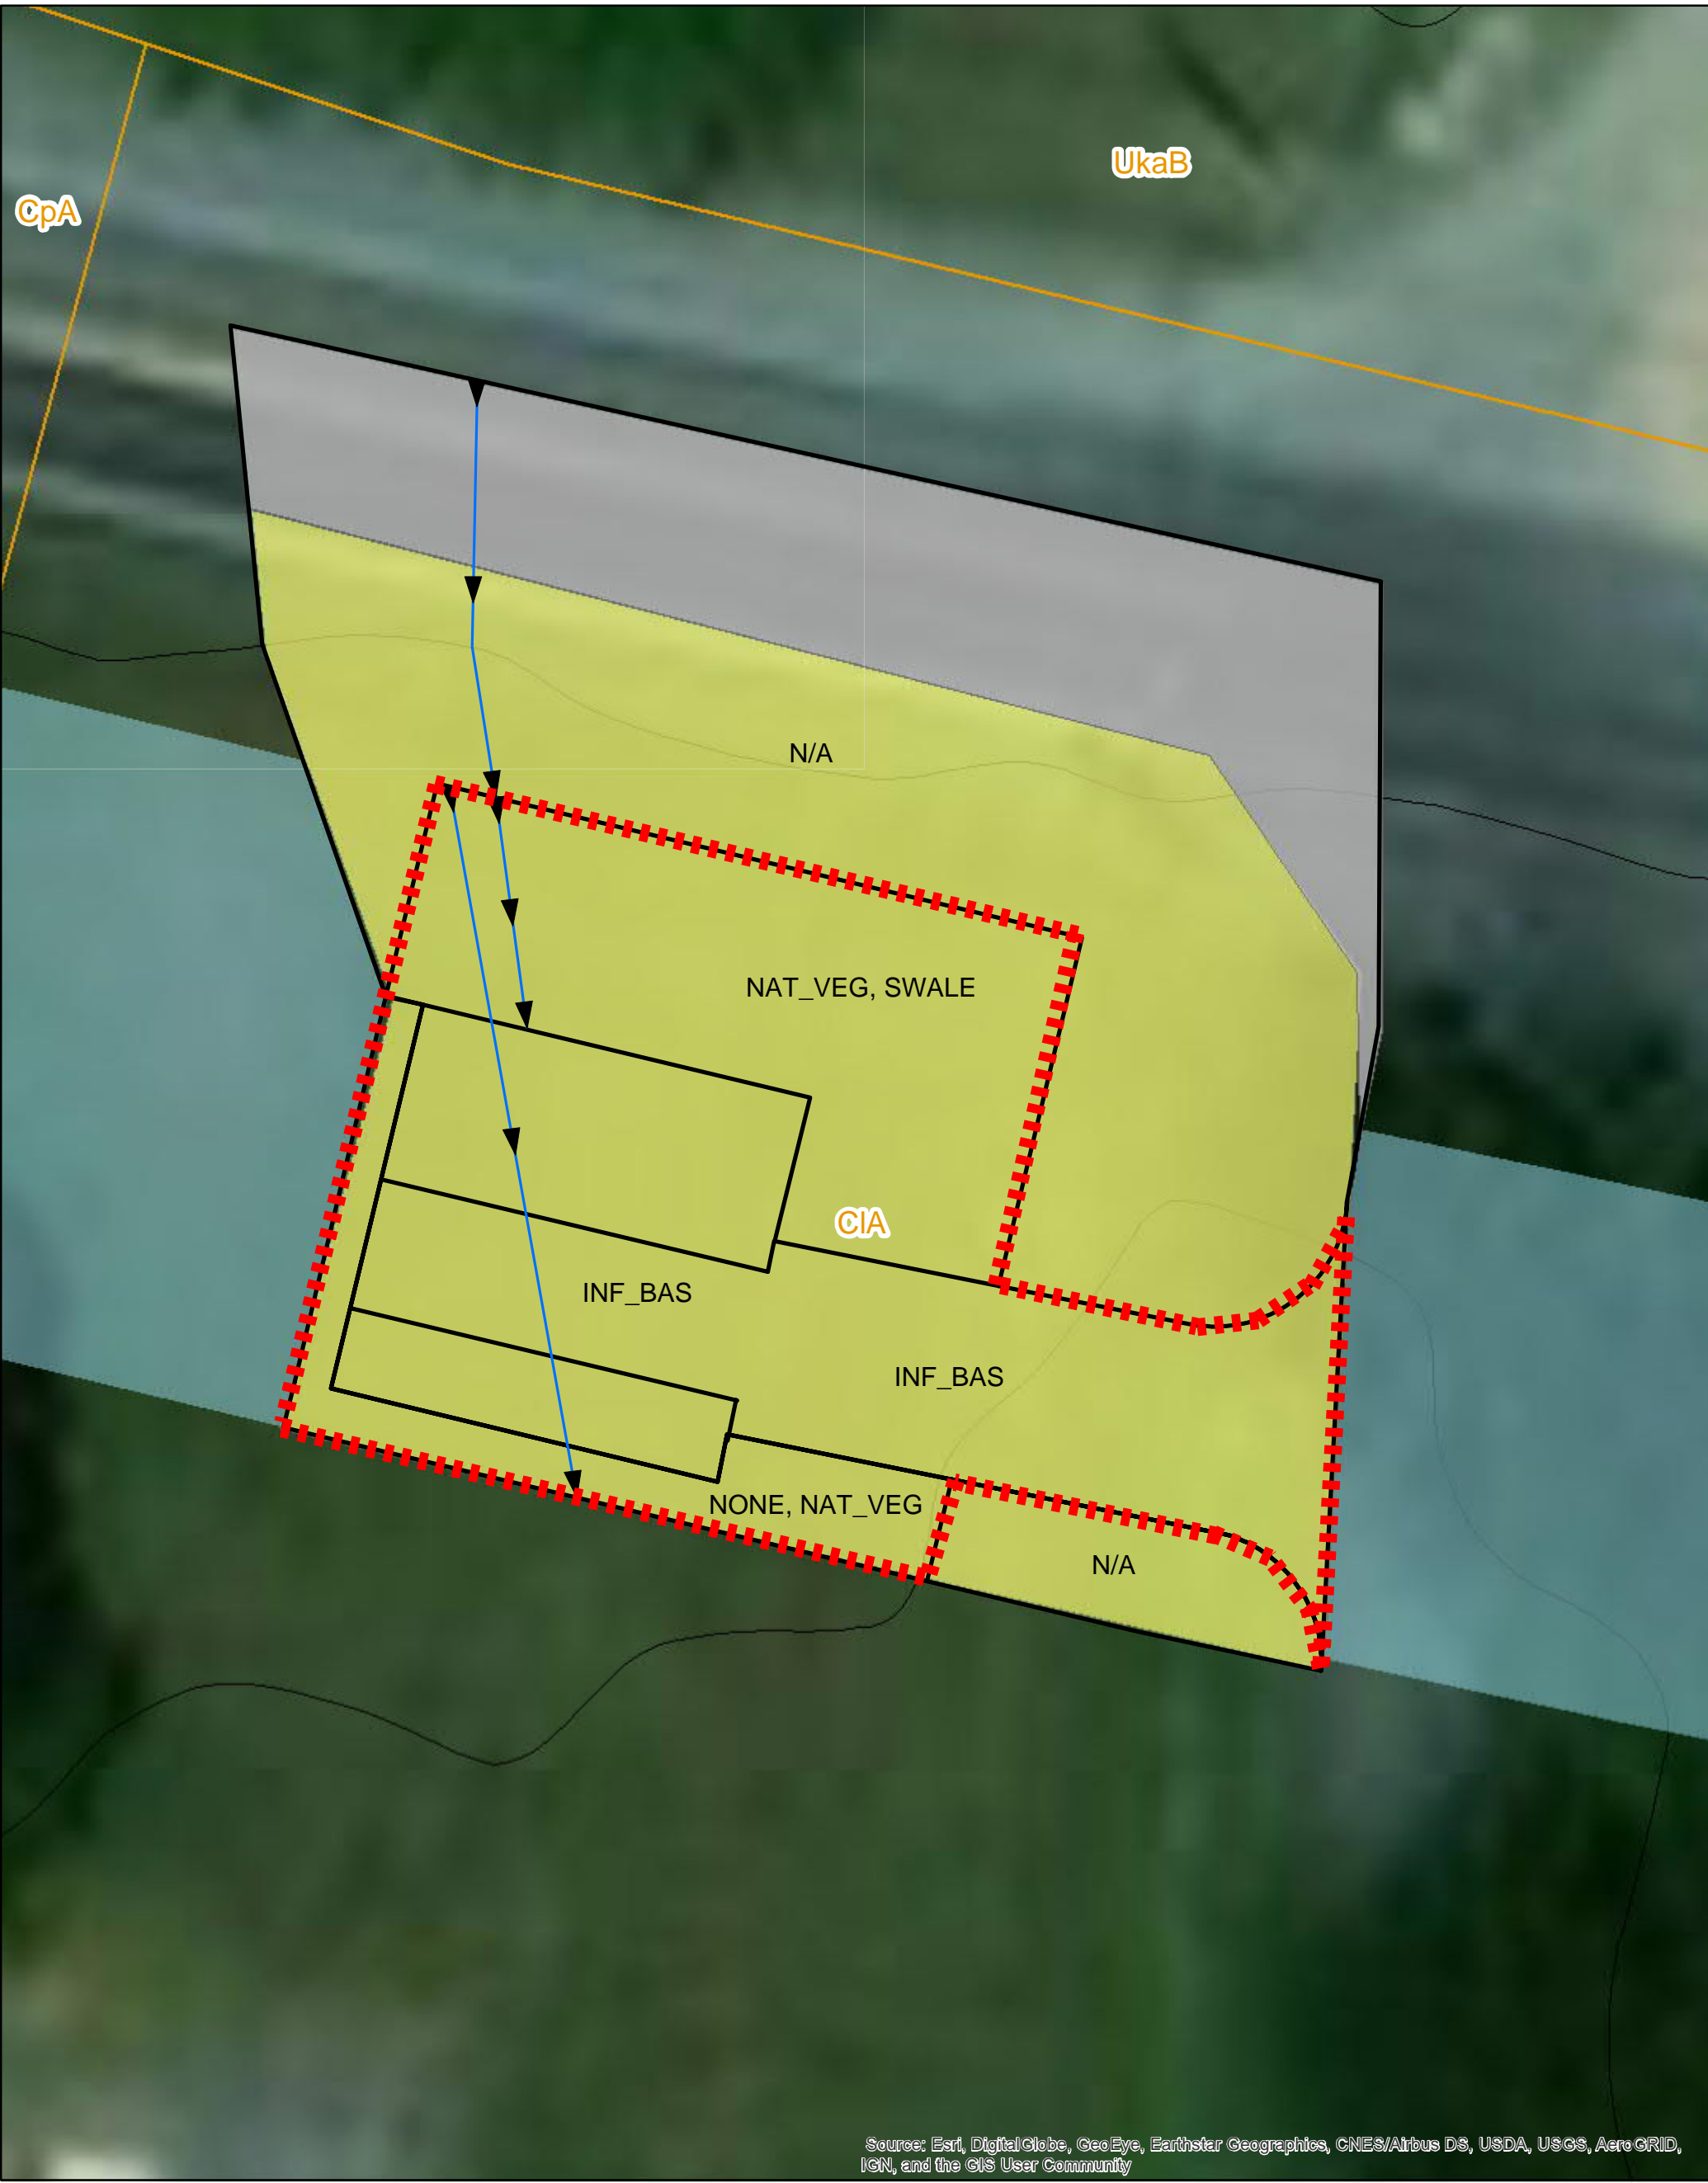 UkaB
CpA
N/A
NAT_VEG, SWALE
CIA
INF_BAS
INF_BAS
NONE, NAT_VEG
N/A
Source: Esri, DigitalGlobe, GeoEye, Earthstar Geographics, CNES/Airbus DS, USDA, USGS, AeroGRID,
IGN, and the GIS User Community